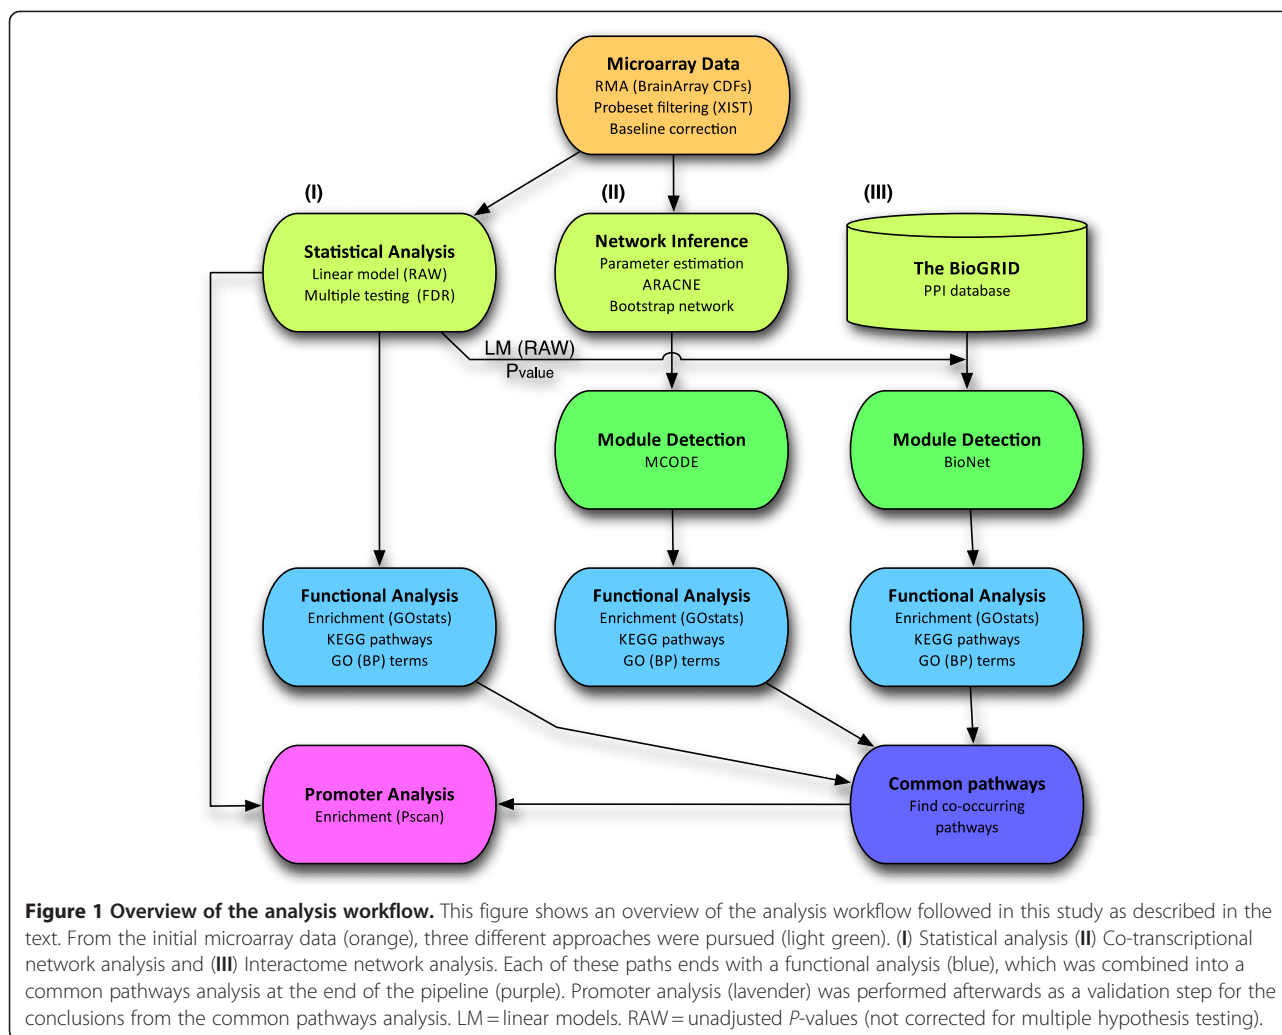 Microarray Data
RMA (BrainArray CDFs)
Probeset filtering (XIST)
Baseline correction
(I)
(II)
(III)
Statistical Analysis
Linear model (RAW)
Multiple testing (FDR)
Network Inference
Parameter estimation
ARACNE
Bootstrap network
The BioGRID
PPI database
LM (RAW)
Pvalue
Module Detection
MCODE
Module Detection
BioNet
Functional Analysis
Enrichment (GOstats)
KEGG pathways
GO (BP) terms
Functional Analysis
Enrichment (GOstats)
KEGG pathways
GO (BP) terms
Functional Analysis
Enrichment (GOstats)
KEGG pathways
GO (BP) terms
Promoter Analysis
Enrichment (Pscan)
Common pathways
Find co-occurring
pathways
Figure 1 Overview of the analysis workflow. This figure shows an overview of the analysis workflow followed in this study as described in the
text. From the initial microarray data (orange), three different approaches were pursued (light green). (I) Statistical analysis (II) Co-transcriptional
network analysis and (III) Interactome network analysis. Each of these paths ends with a functional analysis (blue), which was combined into a
common pathways analysis at the end of the pipeline (purple). Promoter analysis (lavender) was performed afterwards as a validation step for the
conclusions from the common pathways analysis. LM = linear models. RAW = unadjusted P-values (not corrected for multiple hypothesis testing).